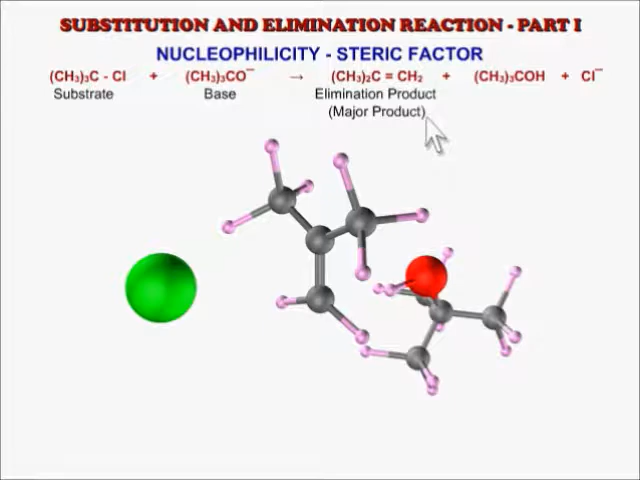 SUBSTITUTION AND ELIMINATION REACTION - PART I
NUCLEOPHILICITY - STERIC FACTOR
(CH₃)₃C - Cl + (CH₃)₃CO⁻ → (CH₃)₂C = CH₂ + (CH₃)₃COH + Cl⁻
Substrate Base Elimination Product
(Major Product)